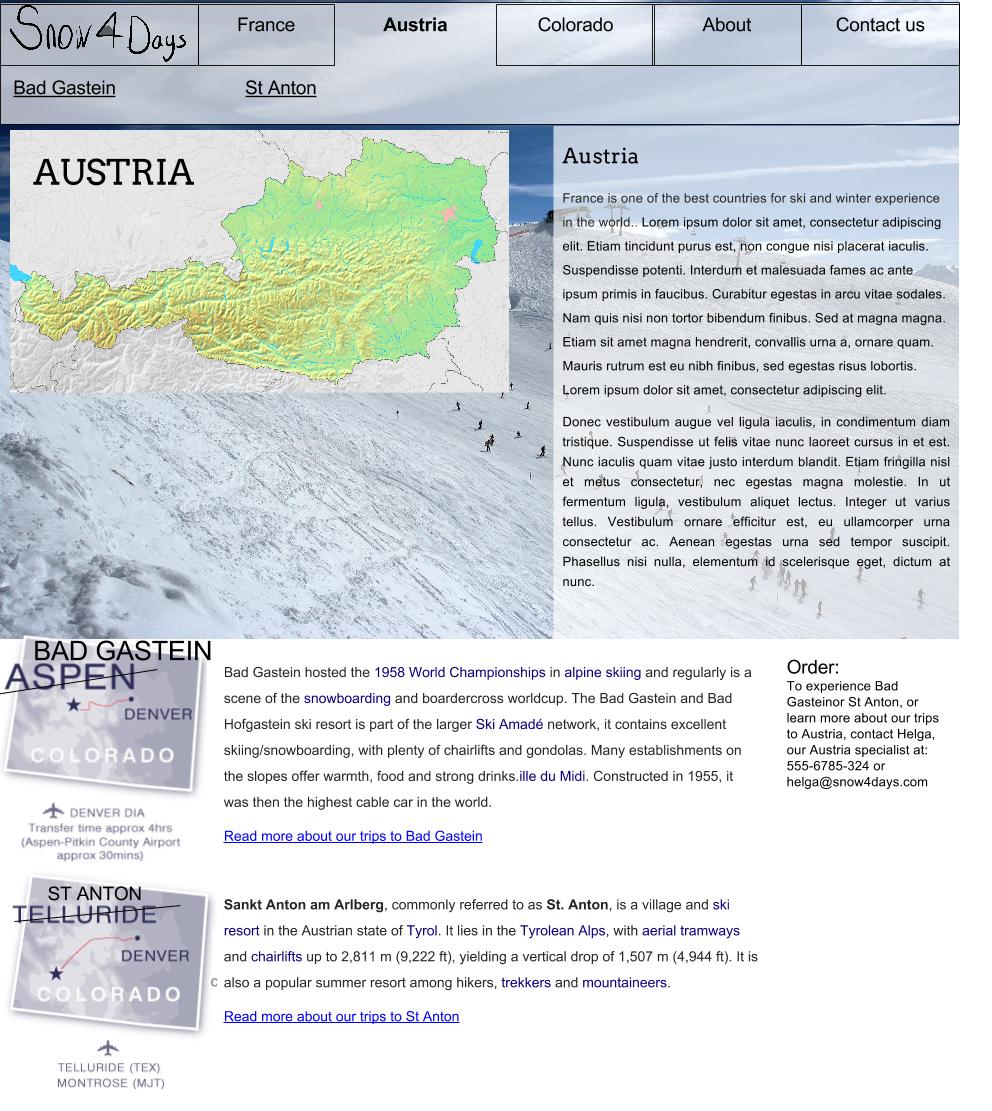 Snow 4 Days
France
Austria
Colorado
About
Contact us
Bad Gastein
St Anton
AUSTRIA
Austria
France is one of the best countries for ski and winter experience
in the world.. Lorem ipsum dolor sit amet, consectetur adipiscing
elit. Etiam tincidunt purus est, non congue nisi placerat iaculis.
Suspendisse potenti. Interdum et malesuada fames ac ante
ipsum primis in faucibus. Curabitur egestas in arcu vitae sodales.
Nam quis nisi non tortor bibendum finibus. Sed at magna magna.
Etiam sit amet magna hendrerit, convallis urna a, ornare quam.
Mauris rutrum est eu nibh finibus, sed egestas risus lobortis.
Lorem ipsum dolor sit amet, consectetur adipiscing elit.
Donec vestibulum augue vel ligula iaculis, in condimentum diam
tristique. Suspendisse ut felis vitae nunc laoreet cursus in et est.
Nunc iaculis quam vitae justo interdum blandit. Etiam fringilla nisl
et metus consectetur, nec egestas magna molestie. In ut
fermentum ligula, vestibulum aliquet lectus. Integer ut varius
tellus. Vestibulum ornare efficitur est, eu ullamcorper urna
consectetur ac. Aenean egestas urna sed tempor suscipit.
Phasellus nisi nulla, elementum id scelerisque eget, dictum at
nunc.
BAD GASTEIN
ASPEN
DENVER
COLORADO
DENVER DIA
Transfer time approx 4hrs
(Aspen-Pitkin County Airport
approx 30mins)
Bad Gastein hosted the 1958 World Championships in alpine skiing and regularly is a
scene of the snowboarding and boardercross worldcup. The Bad Gastein and Bad
Hofgastein ski resort is part of the larger Ski Amadé network, it contains excellent
skiing/snowboarding, with plenty of chairlifts and gondolas. Many establishments on
the slopes offer warmth, food and strong drinks.ille du Midi. Constructed in 1955, it
was then the highest cable car in the world.
Read more about our trips to Bad Gastein
Order:
To experience Bad
Gasteinor St Anton, or
learn more about our trips
to Austria, contact Helga,
our Austria specialist at:
555-6785-324 or
helga@snow4days.com
ST ANTON
TELLURIDE
DENVER
COLORADO
TELLURIDE (TEX)
MONTROSE (MJT)
Sankt Anton am Arlberg, commonly referred to as St. Anton, is a village and ski
resort in the Austrian state of Tyrol. It lies in the Tyrolean Alps, with aerial tramways
and chairlifts up to 2,811 m (9,222 ft), yielding a vertical drop of 1,507 m (4,944 ft). It is
also a popular summer resort among hikers, trekkers and mountaineers.
Read more about our trips to St Anton